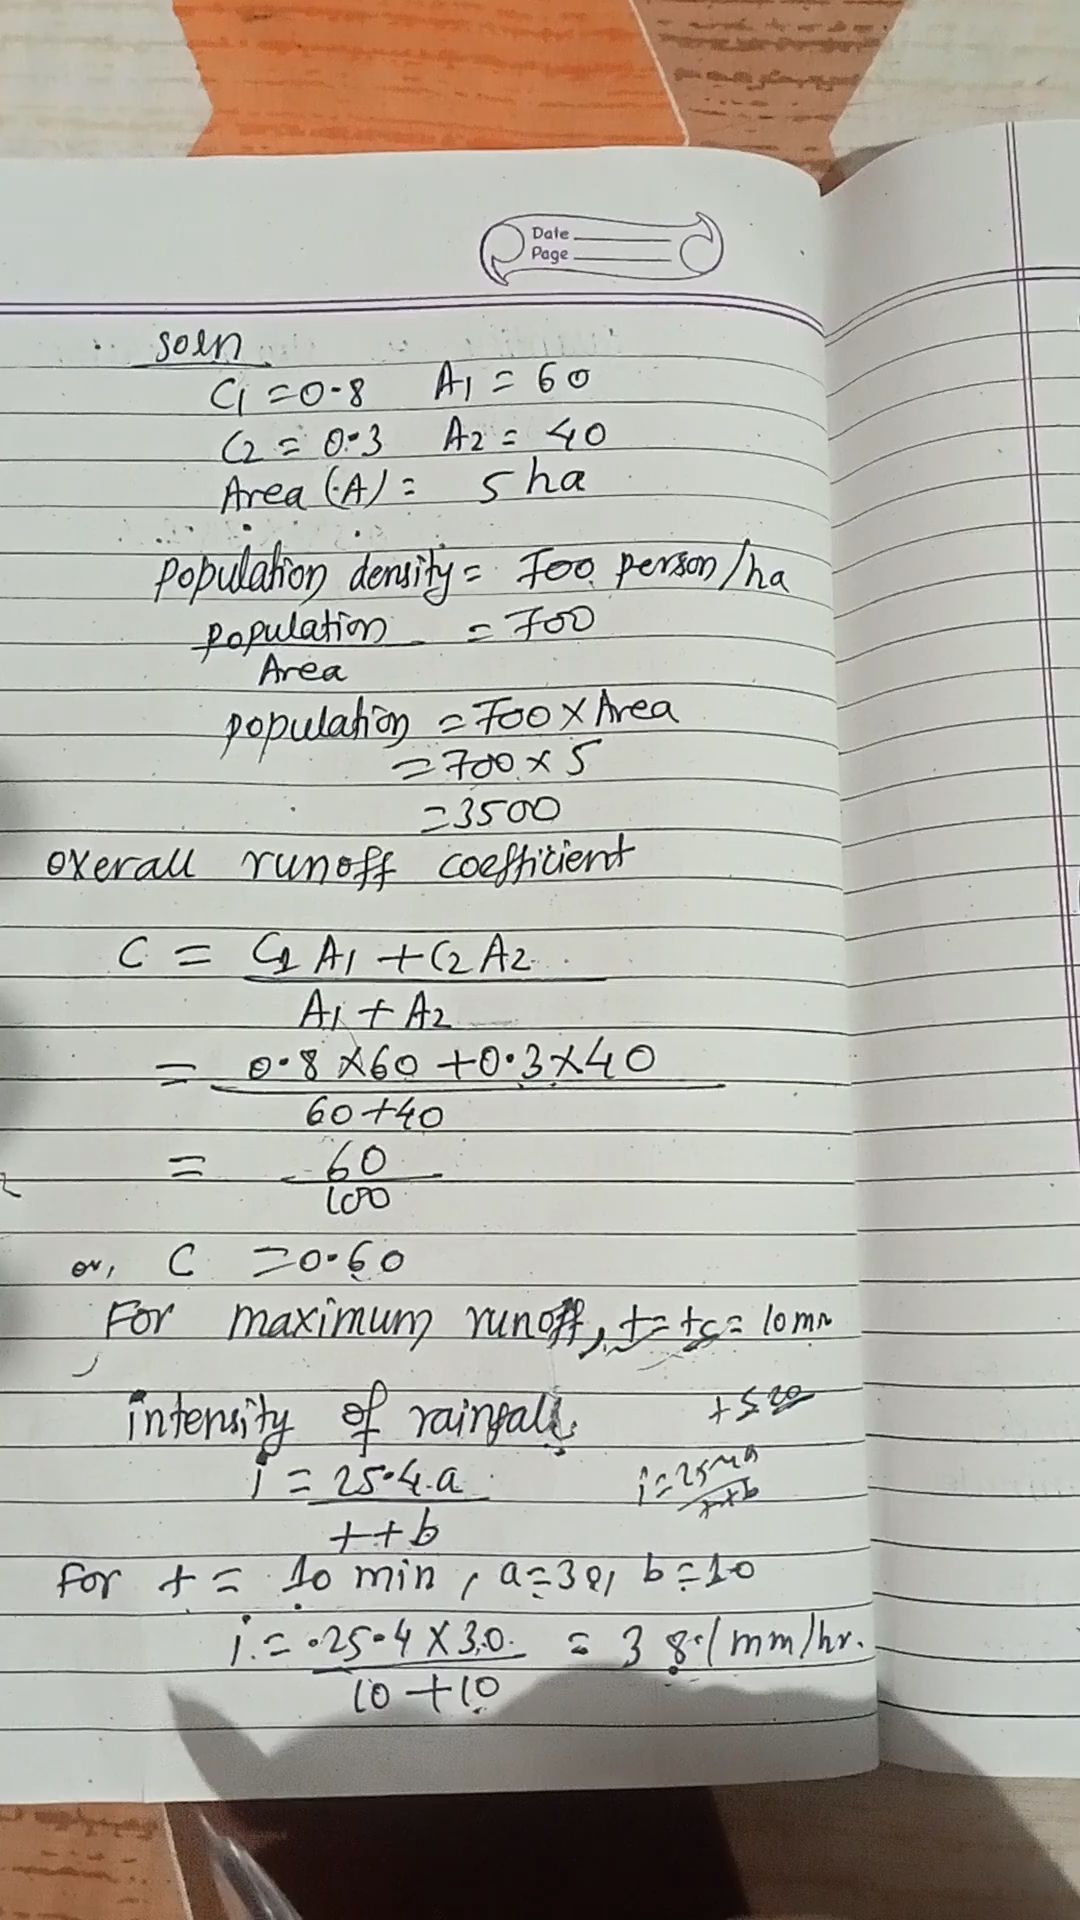 Date
Page
soln
C1 = 0.8 A1 = 60
C2 = 0.3 A2 = 40
Area (A) = 5 ha
population density = 700 person/ha
population = 700
Area
population = 700 × Area
= 700 × 5
= 3500
overall runoff coefficient
C = C1 A1 + C2 A2
A1 + A2
= 0.8 × 60 + 0.3 × 40
60 + 40
= 60
100
or, C = 0.60
For maximum runoff, t = tc = 10 min
t ≤ 20
intensity of rainfall
i = 25.4 a
t + b
i = 25.4 a
t + b
For t = 10 min, a = 30, b = 10
i = 25.4 × 30 = 38.1 mm/hr.
10 + 10